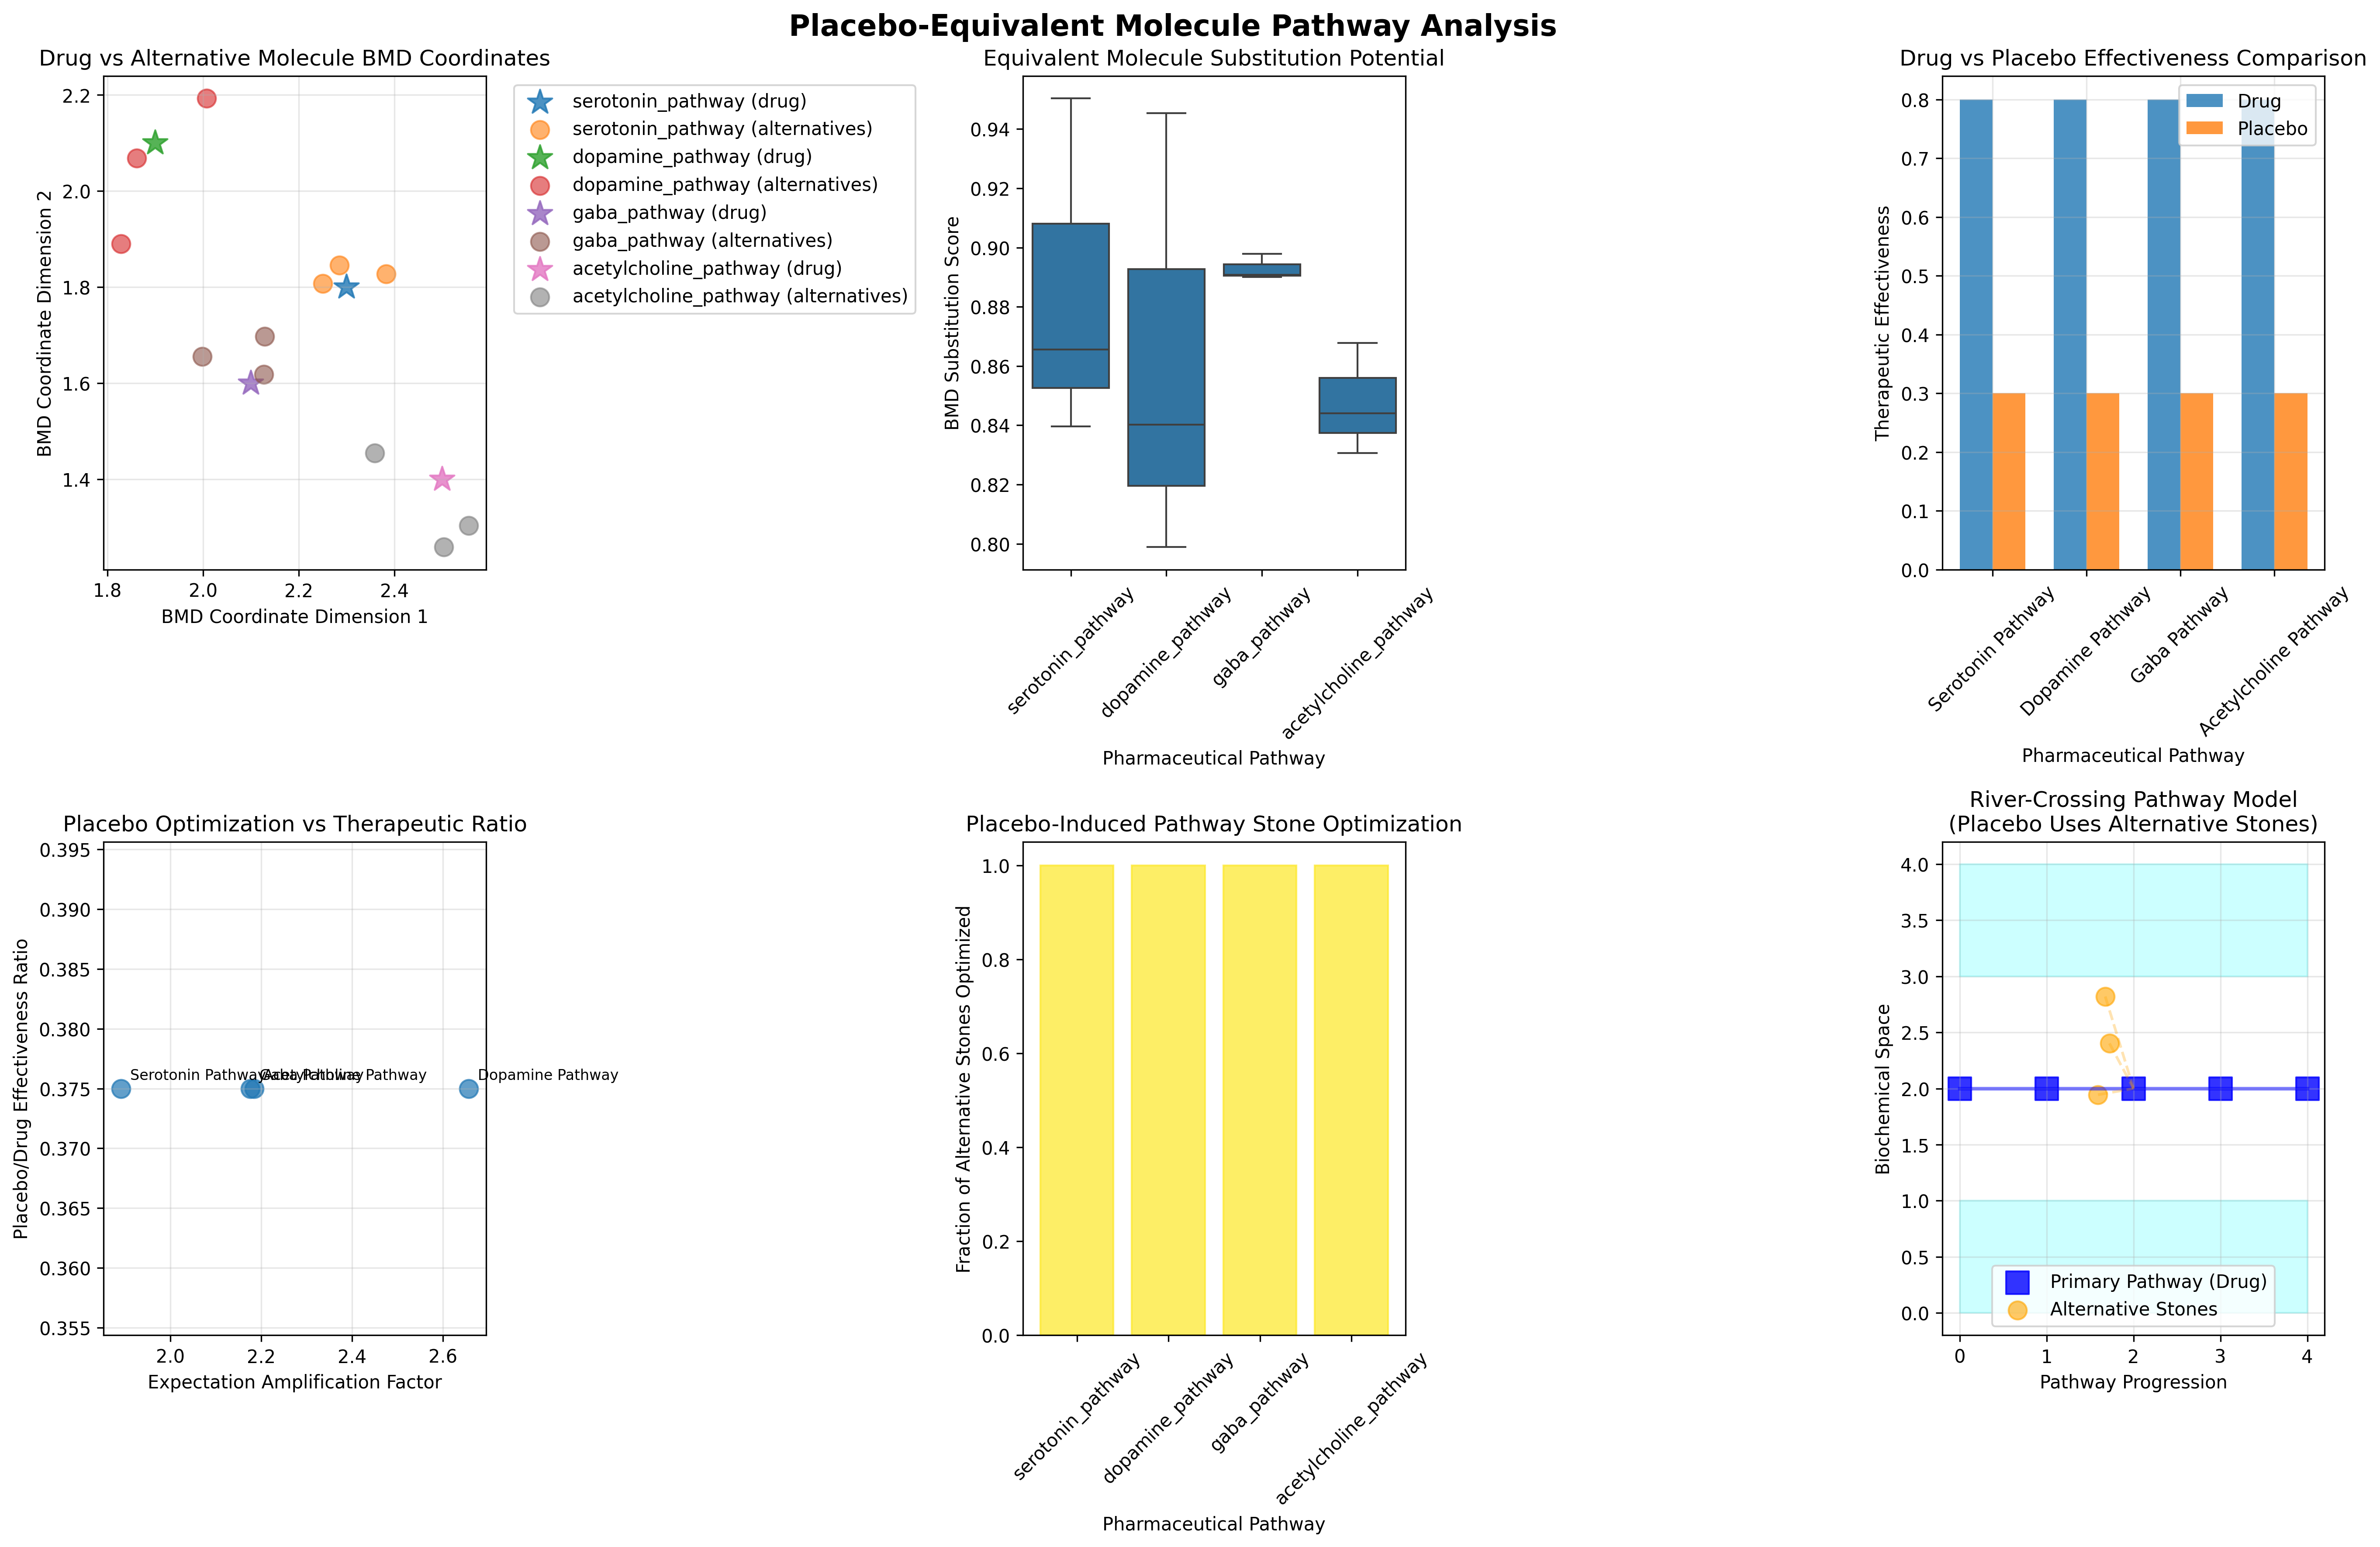 Placebo-Equivalent Molecule Pathway Analysis
Drug vs Alternative Molecule BMD Coordinates
2.2
2.0
1.8
1.6
1.4
BMD Coordinate Dimension 2
1.8
2.0
2.2
2.4
BMD Coordinate Dimension 1
serotonin_pathway (drug)
serotonin_pathway (alternatives)
dopamine_pathway (drug)
dopamine_pathway (alternatives)
gaba_pathway (drug)
gaba_pathway (alternatives)
acetylcholine_pathway (drug)
acetylcholine_pathway (alternatives)
Equivalent Molecule Substitution Potential
0.94
0.92
0.90
0.88
0.86
0.84
0.82
0.80
BMD Substitution Score
serotonin_pathway
dopamine_pathway
gaba_pathway
acetylcholine_pathway
Pharmaceutical Pathway
Drug vs Placebo Effectiveness Comparison
0.8
0.7
0.6
0.5
0.4
0.3
0.2
0.1
0.0
Therapeutic Effectiveness
Drug
Placebo
Serotonin Pathway
Dopamine Pathway
Gaba Pathway
Acetylcholine Pathway
Pharmaceutical Pathway
Placebo Optimization vs Therapeutic Ratio
0.395
0.390
0.385
0.380
0.375
0.370
0.365
0.360
0.355
Placebo/Drug Effectiveness Ratio
Serotonin Pathway
Gaba Pathway
Acetylcholine Pathway
Dopamine Pathway
2.0
2.2
2.4
2.6
Expectation Amplification Factor
Placebo-Induced Pathway Stone Optimization
1.0
0.8
0.6
0.4
0.2
0.0
Fraction of Alternative Stones Optimized
serotonin_pathway
dopamine_pathway
gaba_pathway
acetylcholine_pathway
Pharmaceutical Pathway
River-Crossing Pathway Model
(Placebo Uses Alternative Stones)
4.0
3.5
3.0
2.5
2.0
1.5
1.0
0.5
0.0
Biochemical Space
Primary Pathway (Drug)
Alternative Stones
0
1
2
3
4
Pathway Progression